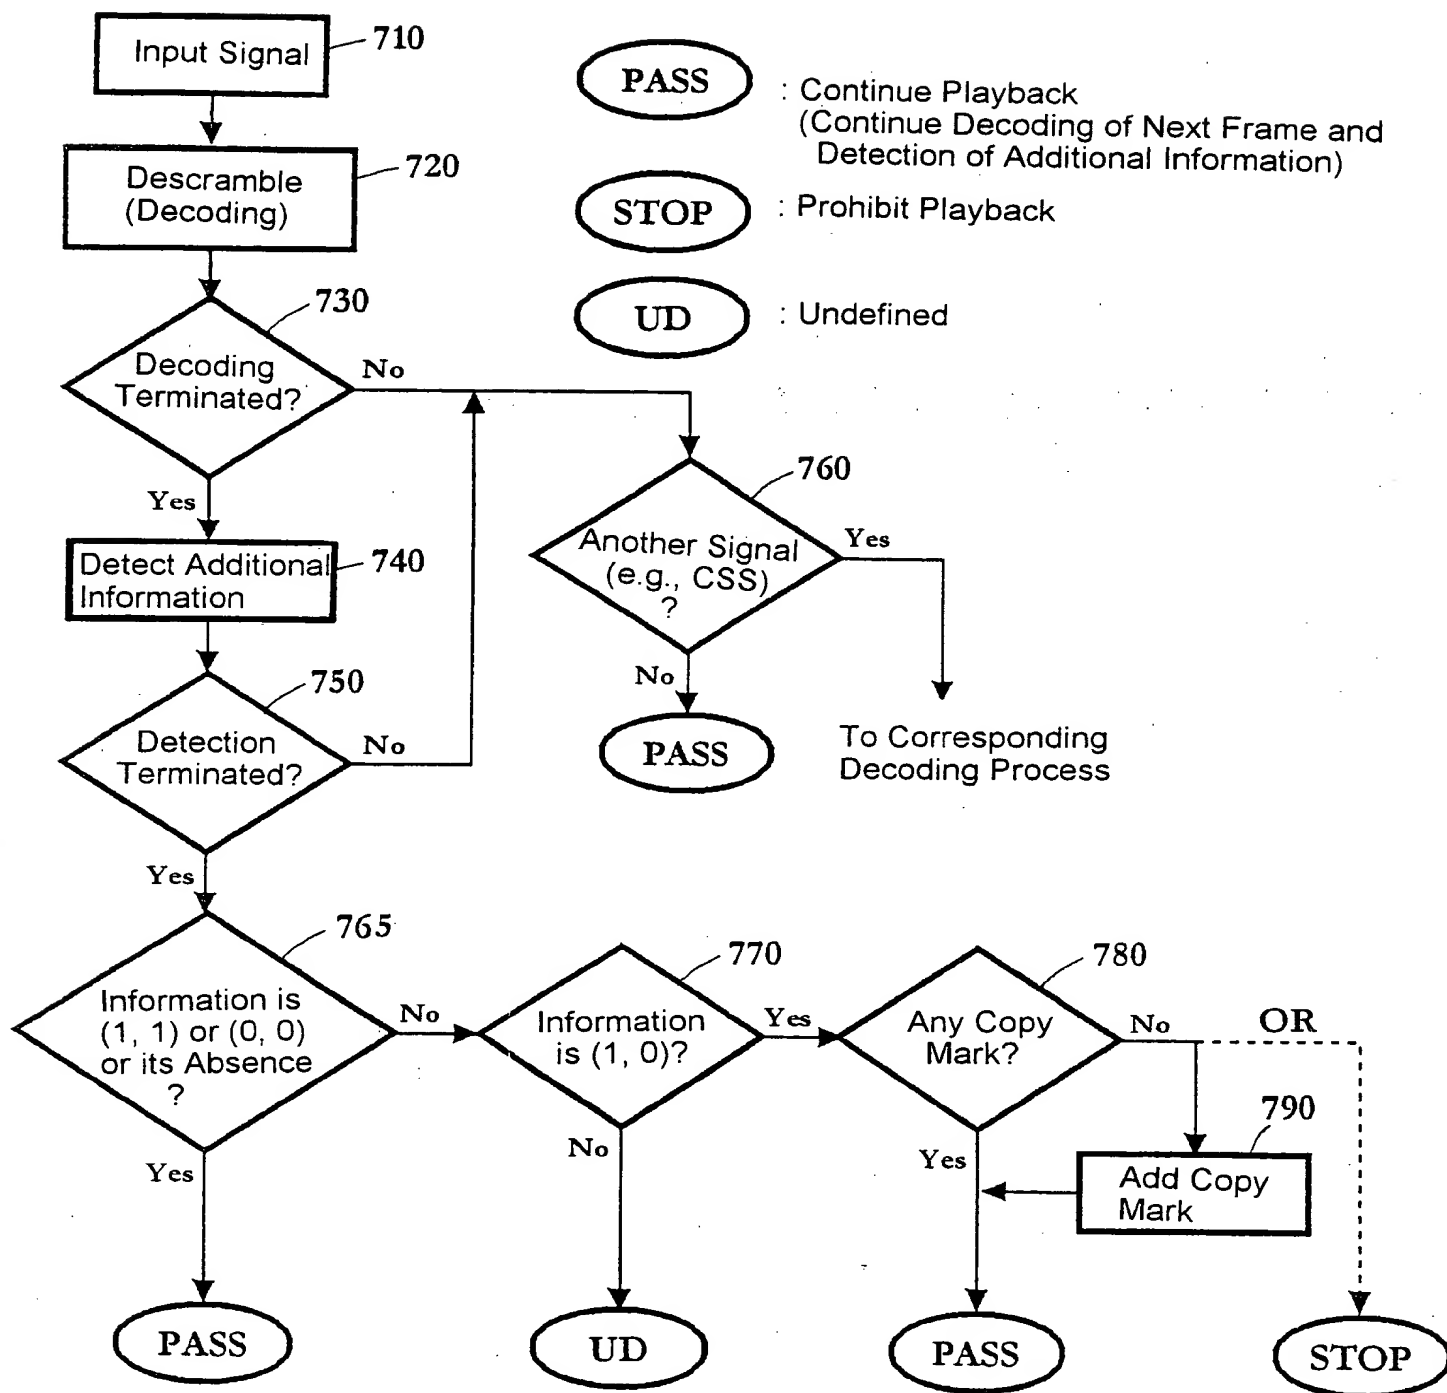 Input Signal
710
Descramble
(Decoding)
720
PASS
: Continue Playback
(Continue Decoding of Next Frame and
Detection of Additional Information)
STOP
: Prohibit Playback
UD
: Undefined
730
Decoding
Terminated?
No
Yes
760
Another Signal
(e.g., CSS)
?
Yes
No
PASS
To Corresponding
Decoding Process
Detect Additional
Information
740
750
Detection
Terminated?
No
Yes
765
Information is
(1, 1) or (0, 0)
or its Absence
?
No
Yes
PASS
770
Information
is (1, 0)?
Yes
No
UD
780
Any Copy
Mark?
No
OR
Yes
790
Add Copy
Mark
PASS
STOP